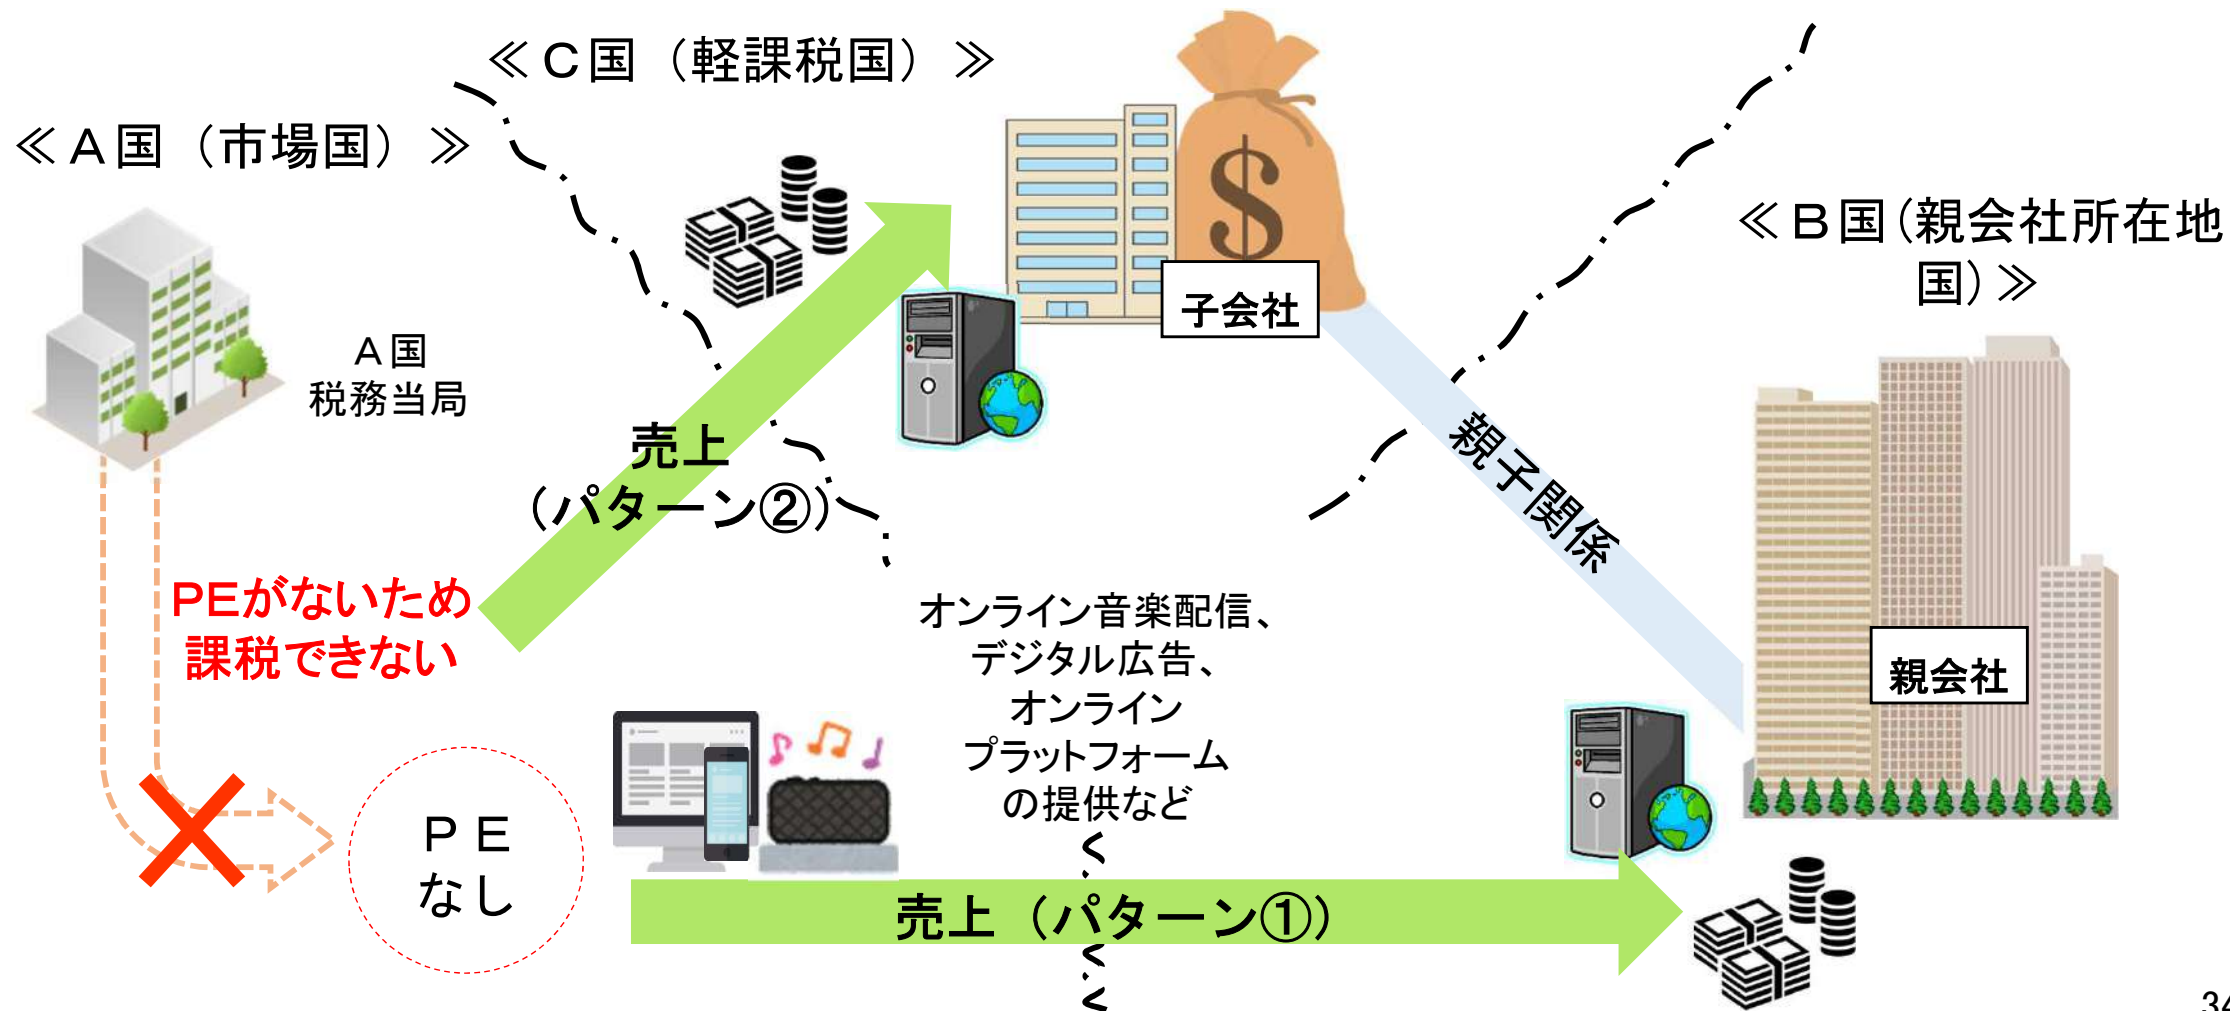 ≪Ｃ国（軽課税国）≫
≪Ａ国（市場国）≫
≪Ｂ国（親会社所在地
国）≫
Ａ国
税務当局
子会社
売上
（パターン②）
親子関係
ＰＥがないため
課税できない
オンライン音楽配信、
デジタル広告、
オンライン
プラットフォーム
の提供など
親会社
ＰＥ
なし
売上（パターン①）
34